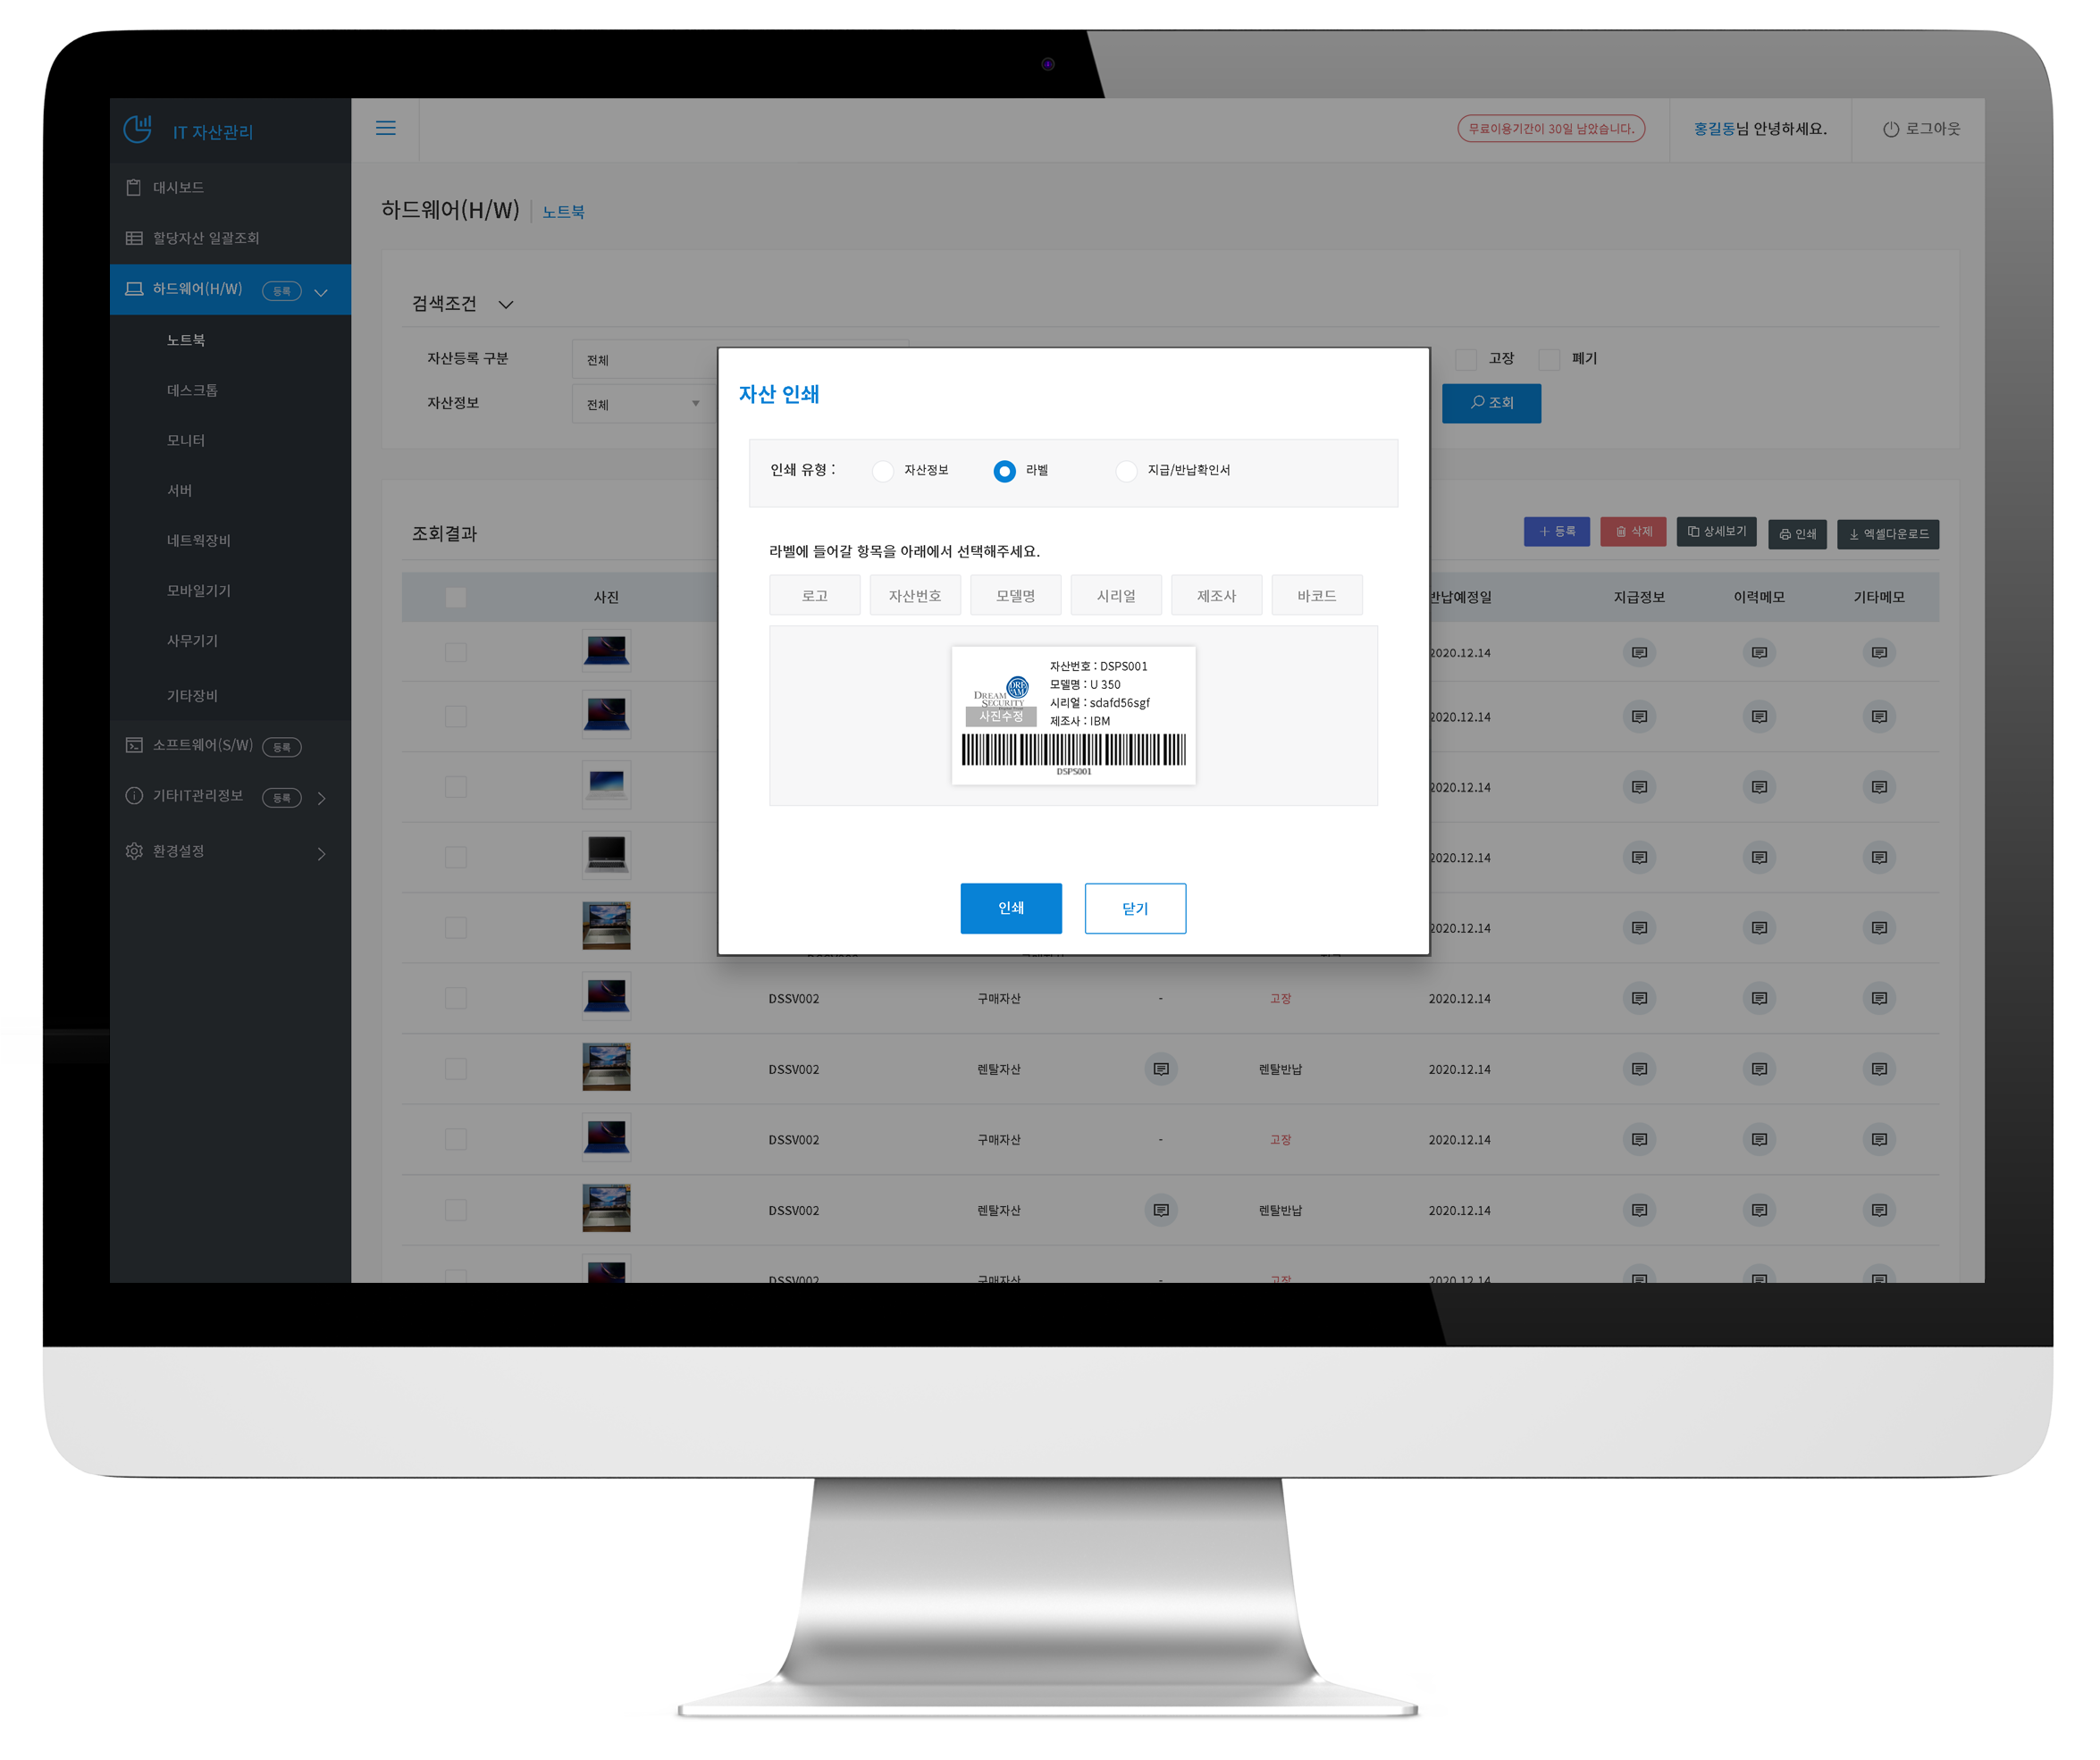 IT 자산관리
무료이용기간이 30일 남았습니다.
홍길동님 안녕하세요.
로그아웃
대시보드
할당자산 일괄조회
하드웨어(H/W) 등록
노트북
데스크톱
모니터
서버
네트웍장비
모바일기기
사무기기
기타장비
소프트웨어(S/W) 등록
기타IT관리정보 등록
환경설정
하드웨어(H/W) 노트북
검색조건
자산등록 구분 전체
고장 폐기
자산정보 전체
조회
조회결과
등록 삭제 상세보기 인쇄 엑셀다운로드
사진 반납예정일 지급정보 이력메모 기타메모
2020.12.14
2020.12.14
2020.12.14
2020.12.14
2020.12.14
자산 인쇄
인쇄 유형 : 자산정보 라벨 지급/반납확인서
라벨에 들어갈 항목을 아래에서 선택해주세요.
로고 자산번호 모델명 시리얼 제조사 바코드
DREAM
SECURITY
사진수정
자산번호 : DSPS001
모델명 : U 350
시리얼 : sdafd56sgf
제조사 : IBM
DSPS001
인쇄 닫기
DSSV002 구매자산 - 고장 2020.12.14
DSSV002 렌탈자산 렌탈반납 2020.12.14
DSSV002 구매자산 - 고장 2020.12.14
DSSV002 렌탈자산 렌탈반납 2020.12.14
DSSV002 구매자산 - 고장 2020.12.14